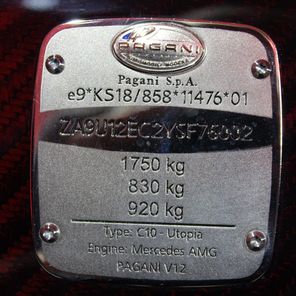 PAGANI
Pagani S.p.A.
e9*KS18/858*11476*01
ZA9U12EC2YSF76002
1750 kg
830 kg
920 kg
Type: C10 - Utopia
Engine: Mercedes AMG
PAGANI V12